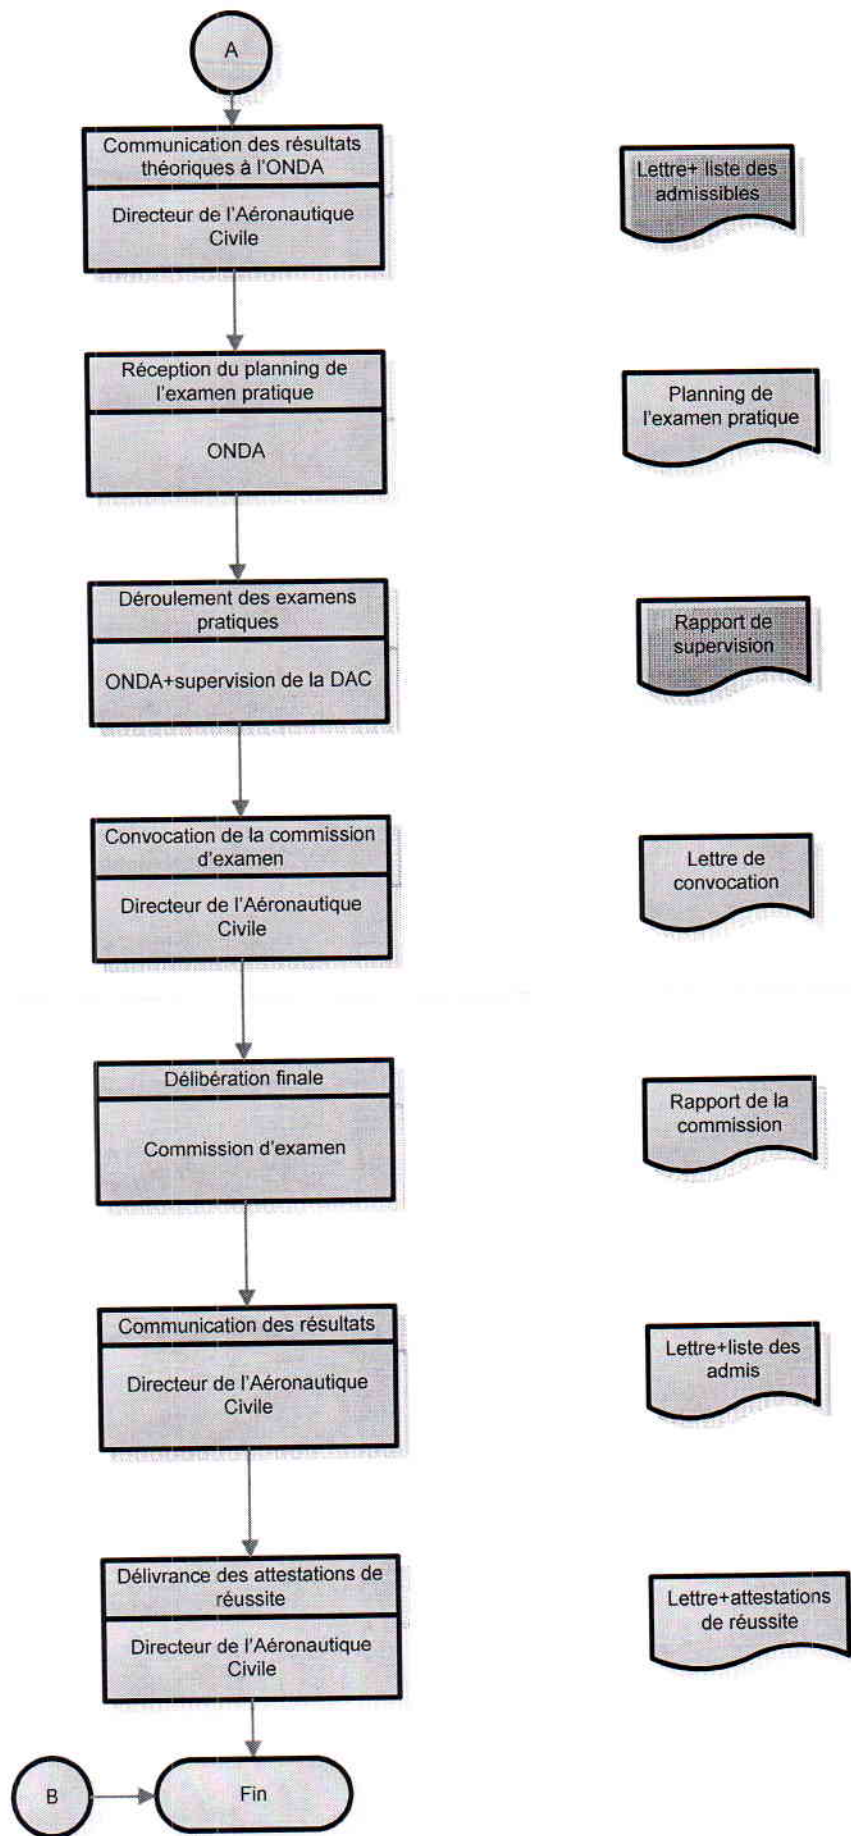 A
Communication des résultats
théoriques à l'ONDA
Directeur de l'Aéronautique
Civile
Lettre+ liste des
admissibles
Réception du planning de
l'examen pratique
ONDA
Planning de
l'examen pratique
Déroulement des examens
pratiques
ONDA+supervision de la DAC
Rapport de
supervision
Convocation de la commission
d'examen
Directeur de l'Aéronautique
Civile
Lettre de
convocation
Délibération finale
Commission d'examen
Rapport de la
commission
Communication des résultats
Directeur de l'Aéronautique
Civile
Lettre+liste des
admis
Délivrance des attestations de
réussite
Directeur de l'Aéronautique
Civile
Lettre+attestations
de réussite
B
Fin